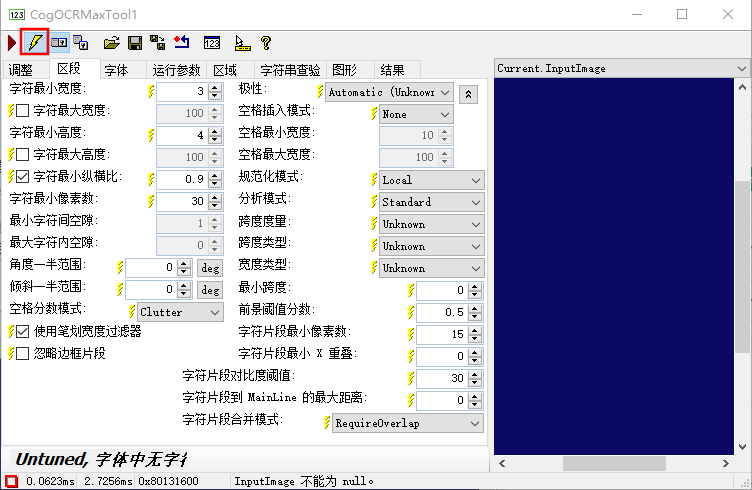 CogOCRMaxTool1
调整 区段 字体 运行参数 区域 字符串查验 图形 结果
Current.InputImage
字符最小宽度: 3 极性: Automatic (Unknown
字符最大宽度: 100 空格插入模式: None
字符最小高度: 4 空格最小宽度: 10
字符最大高度: 100 空格最大宽度: 100
字符最小纵横比: 0.9 规范化模式: Local
字符最小像素数: 30 分析模式: Standard
最小字符间空隙: 1 跨度度量: Unknown
最大字符内空隙: 0 跨度类型: Unknown
角度一半范围: 0 deg 宽度类型: Unknown
倾斜一半范围: 0 deg 最小跨度: 0
空格分数模式: Clutter 前景阈值分数: 0.5
使用笔划宽度过滤器 字符片段最小像素数: 15
忽略边框片段 字符片段最小 X 重叠: 0
字符片段对比度阈值: 30
字符片段到 MainLine 的最大距离: 0
字符片段合并模式: RequireOverlap
Untuned, 字体中无字
0.0623ms 2.7256ms 0x80131600 InputImage 不能为 null。